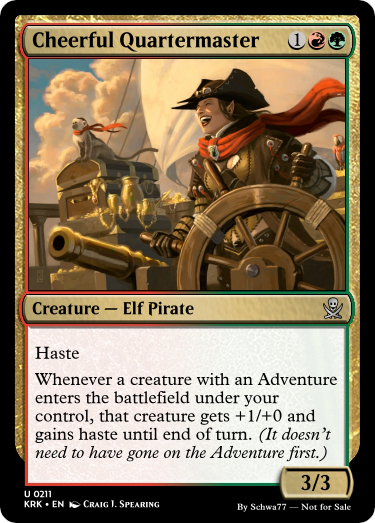 Cheerful Quartermaster 1
Creature — Elf Pirate
Haste
Whenever a creature with an Adventure
enters the battlefield under your
control, that creature gets +1/+0 and
gains haste until end of turn. (It doesn't
need to have gone on the Adventure first.)
3/3
U 0211
KRK • EN Craig J. Spearing
By Schwa77 — Not for Sale